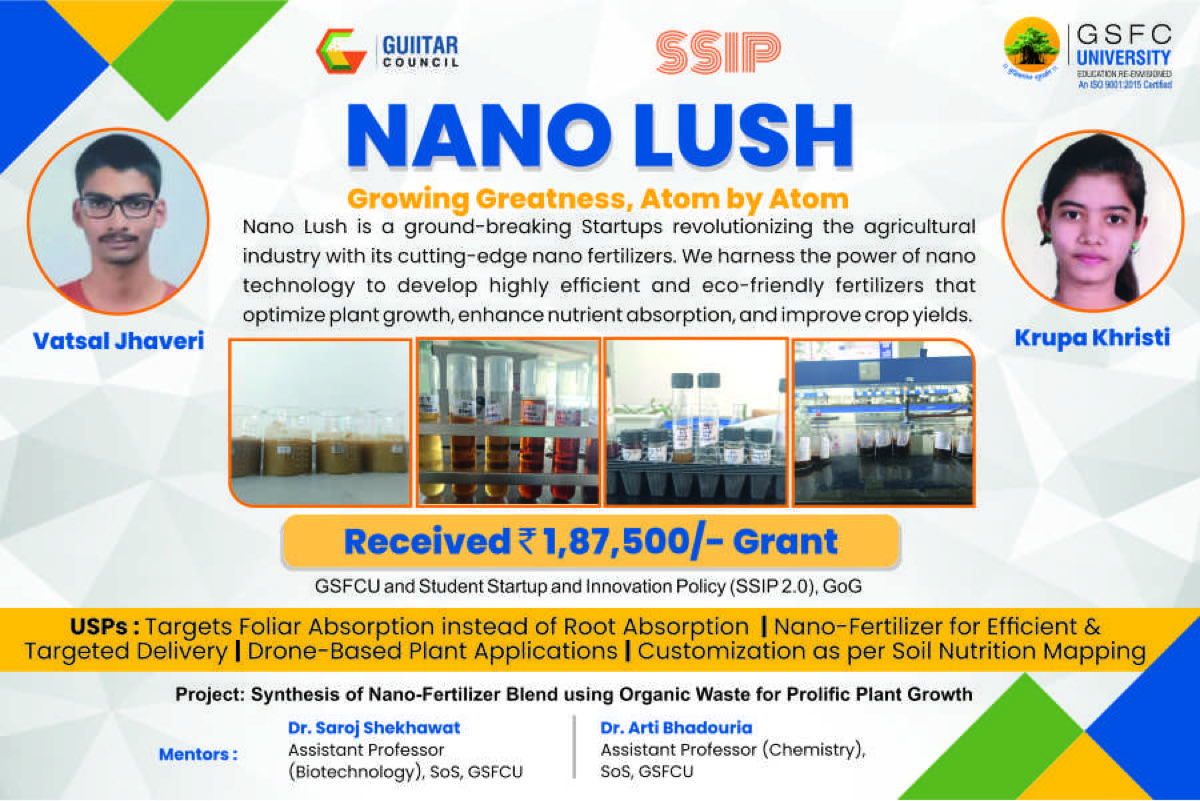 GUIITAR
COUNCIL
SSIP
GSFC
UNIVERSITY
EDUCATION RE-ENVISIONED
An ISO 9001:2015 Certified
NANO LUSH
Growing Greatness, Atom by Atom
Nano Lush is a ground-breaking Startups revolutionizing the agricultural
industry with its cutting-edge nano fertilizers. We harness the power of nano
technology to develop highly efficient and eco-friendly fertilizers that
optimize plant growth, enhance nutrient absorption, and improve crop yields.
Vatsal Jhaveri
Krupa Khristi
Received ₹ 1,87,500/- Grant
GSFCU and Student Startup and Innovation Policy (SSIP 2.0), GoG
USPs : Targets Foliar Absorption instead of Root Absorption | Nano-Fertilizer for Efficient &
Targeted Delivery | Drone-Based Plant Applications | Customization as per Soil Nutrition Mapping
Project: Synthesis of Nano-Fertilizer Blend using Organic Waste for Prolific Plant Growth
Mentors :
Dr. Saroj Shekhawat
Assistant Professor
(Biotechnology), SoS, GSFCU
Dr. Arti Bhadouria
Assistant Professor (Chemistry),
SoS, GSFCU